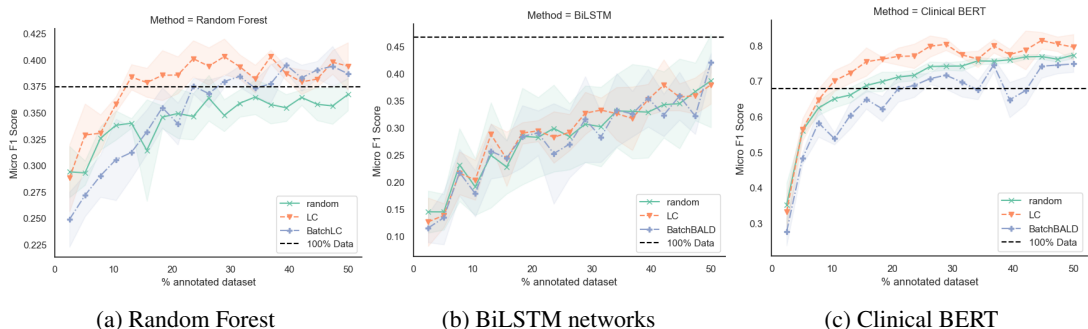 Method = Random Forest
Micro F1 Score
0.425
0.400
0.375
0.350
0.325
0.300
0.275
0.250
0.225
random
LC
BatchLC
100% Data
0 10 20 30 40 50
% annotated dataset
(a) Random Forest
Method = BiLSTM
Micro F1 Score
0.45
0.40
0.35
0.30
0.25
0.20
0.15
0.10
random
LC
BatchBALD
100% Data
0 10 20 30 40 50
% annotated dataset
(b) BiLSTM networks
Method = Clinical BERT
Micro F1 Score
0.8
0.7
0.6
0.5
0.4
0.3
random
LC
BatchBALD
100% Data
0 10 20 30 40 50
% annotated dataset
(c) Clinical BERT